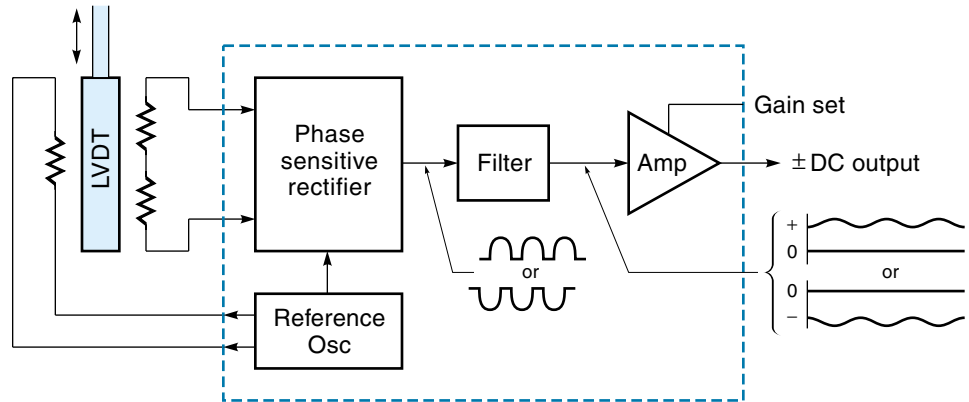 LVDT
Phase
sensitive
rectifier
Filter
Amp
Gain set
± DC output
Reference
Osc
or
+
0
or
0
−